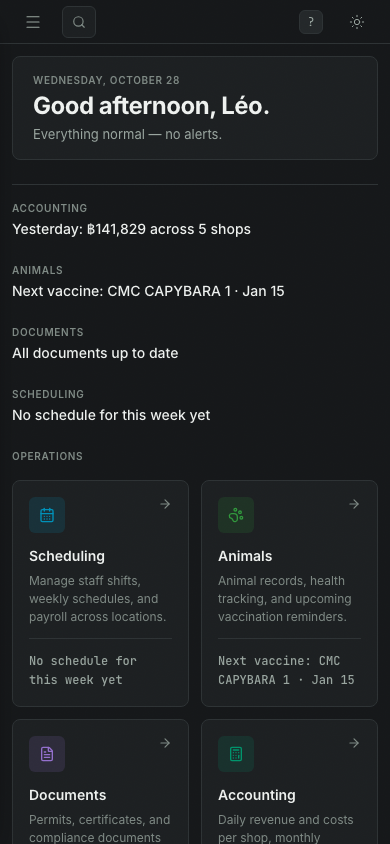 ?
WEDNESDAY, OCTOBER 28
Good afternoon, Léo.
Everything normal — no alerts.
ACCOUNTING
Yesterday: ฿141,829 across 5 shops
ANIMALS
Next vaccine: CMC CAPYBARA 1 · Jan 15
DOCUMENTS
All documents up to date
SCHEDULING
No schedule for this week yet
OPERATIONS
Scheduling
Manage staff shifts,
weekly schedules, and
payroll across locations.
No schedule for
this week yet
Animals
Animal records, health
tracking, and upcoming
vaccination reminders.
Next vaccine: CMC
CAPYBARA 1 · Jan 15
Documents
Permits, certificates, and
compliance documents
Accounting
Daily revenue and costs
per shop, monthly